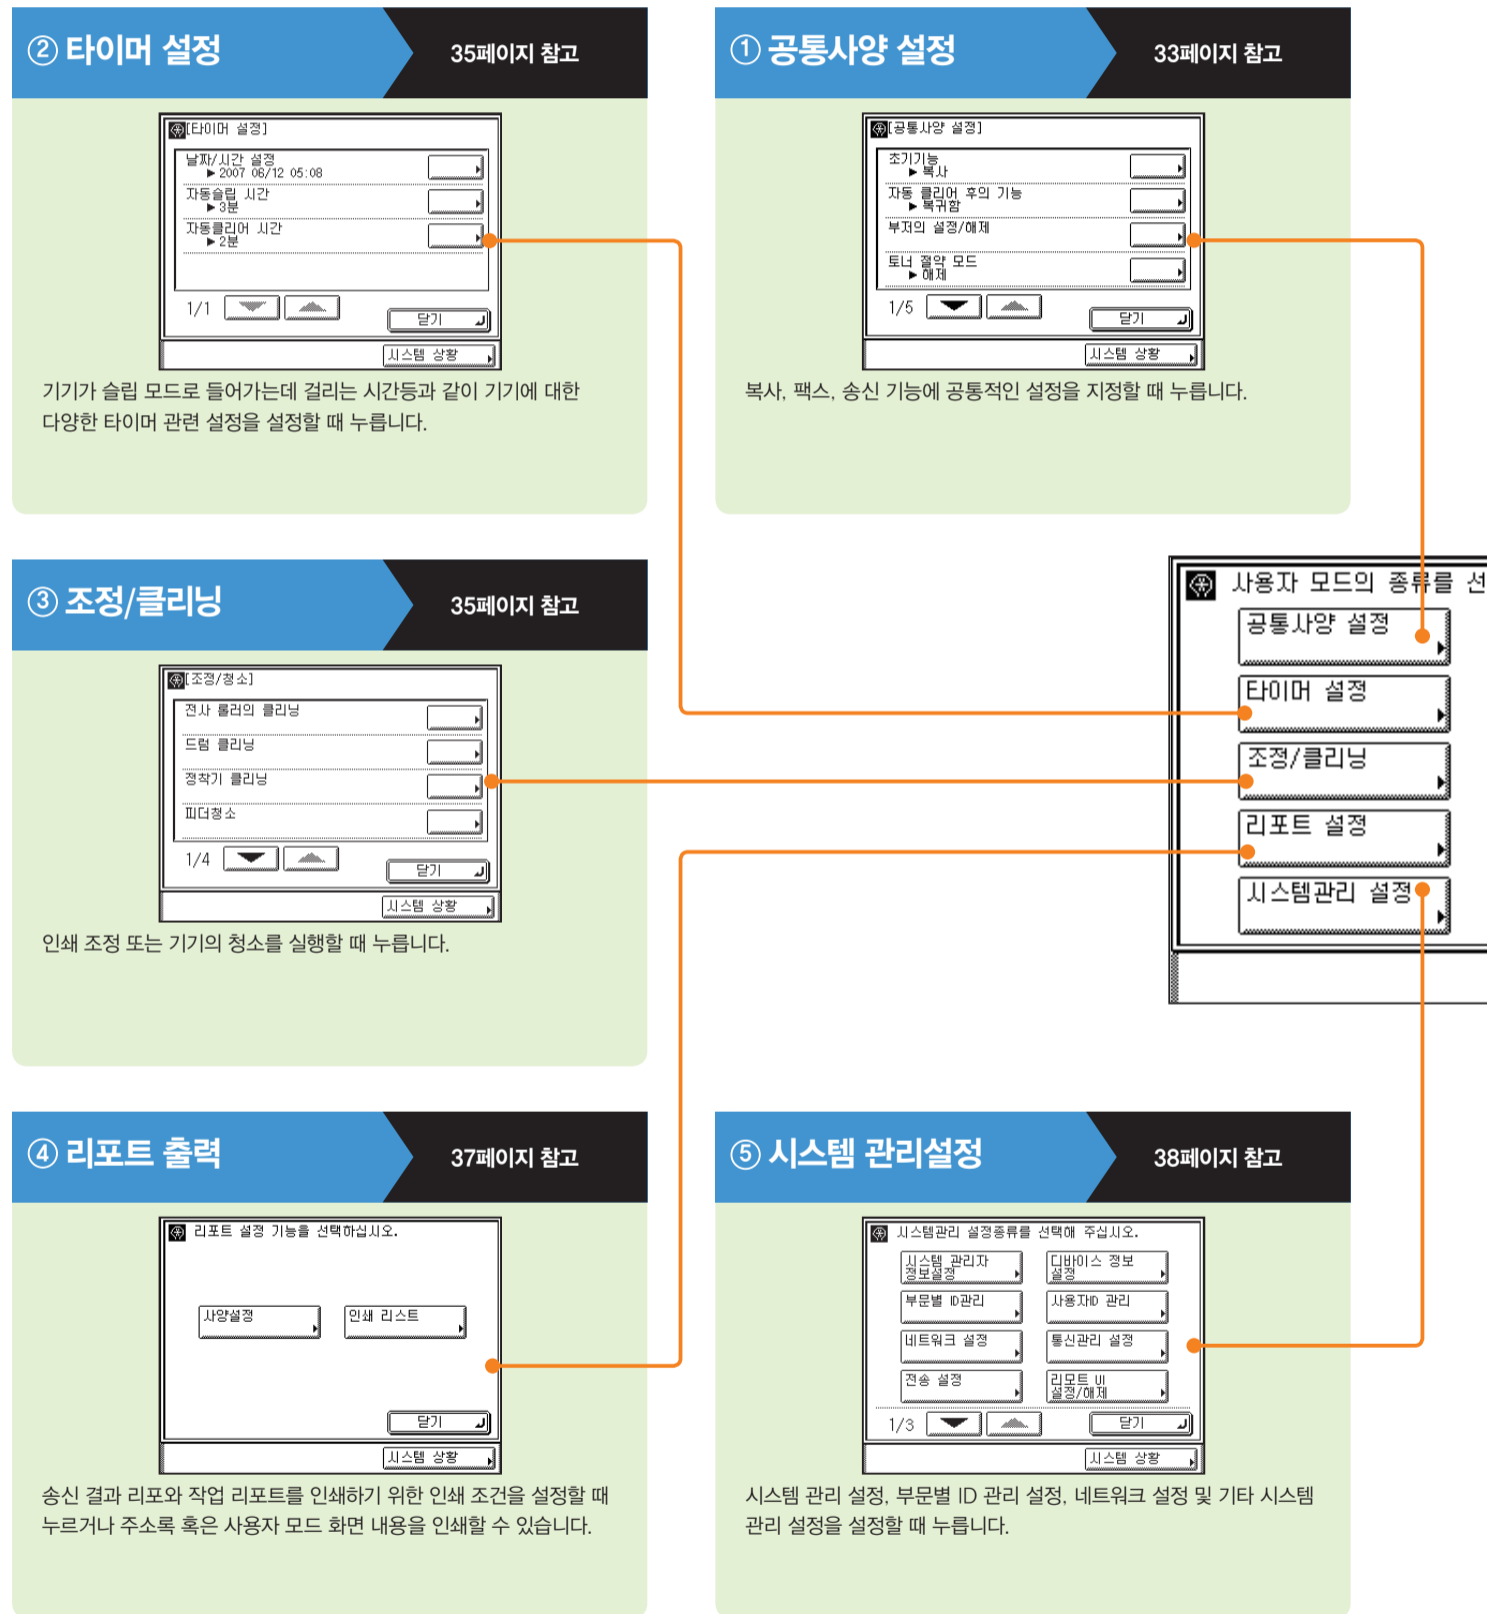 ② 타이머 설정
35페이지 참고
[타이머 설정]
날짜/시간 설정
▶ 2007 06/12 05:08
자동슬립 시간
▶ 3분
자동클리어 시간
▶ 2분
1/1
닫기
시스템 상황
기기가 슬립 모드로 들어가는데 걸리는 시간등과 같이 기기에 대한
다양한 타이머 관련 설정을 설정할 때 누릅니다.
① 공통사양 설정
33페이지 참고
[공통사양 설정]
초기기능
▶ 복사
자동 클리어 후의 기능
▶ 복귀함
부저의 설정/해제
토너 절약 모드
▶ 해제
1/5
닫기
시스템 상황
복사, 팩스, 송신 기능에 공통적인 설정을 지정할 때 누릅니다.
③ 조정/클리닝
35페이지 참고
[조정/청소]
전사 롤러의 클리닝
드럼 클리닝
정착기 클리닝
피더청소
1/4
닫기
시스템 상황
인쇄 조정 또는 기기의 청소를 실행할 때 누릅니다.
사용자 모드의 종류를 선
공통사양 설정
타이머 설정
조정/클리닝
리포트 설정
시스템관리 설정
④ 리포트 출력
37페이지 참고
리포트 설정 기능을 선택하십시오.
사양설정
인쇄 리스트
닫기
시스템 상황
송신 결과 리포와 작업 리포트를 인쇄하기 위한 인쇄 조건을 설정할 때
누르거나 주소록 혹은 사용자 모드 화면 내용을 인쇄할 수 있습니다.
⑤ 시스템 관리설정
38페이지 참고
시스템관리 설정종류를 선택해 주십시오.
시스템 관리자
정보설정
디바이스 정보
설정
부문별 ID관리
사용자ID 관리
네트워크 설정
통신관리 설정
전송 설정
리모트 UI
설정/해제
1/3
닫기
시스템 상황
시스템 관리 설정, 부문별 ID 관리 설정, 네트워크 설정 및 기타 시스템
관리 설정을 설정할 때 누릅니다.